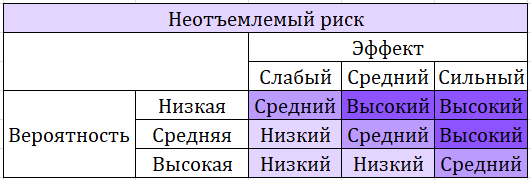 Неотъемлемый риск
Эффект
Слабый Средний Сильный
Вероятность
Низкая Средний Высокий Высокий
Средняя Низкий Средний Высокий
Высокая Низкий Низкий Средний